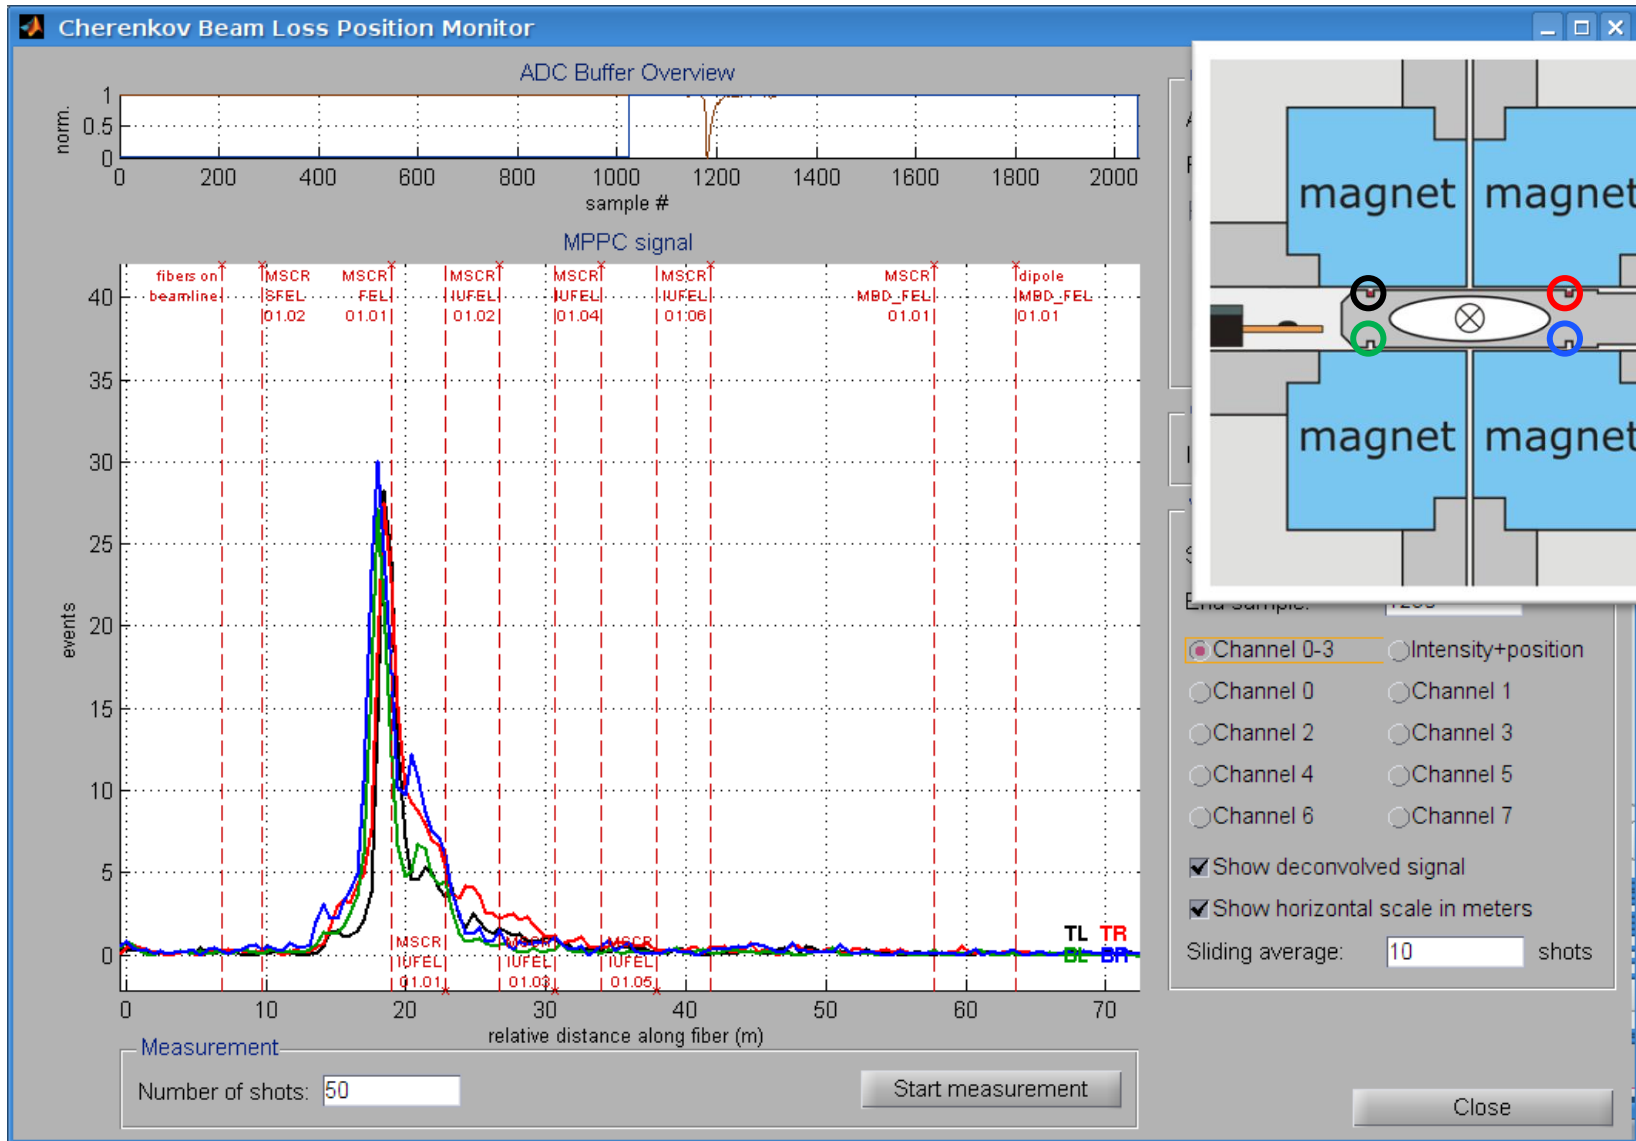 Cherenkov Beam Loss Position Monitor
ADC Buffer Overview
norm.
1
0.5
0
0 200 400 600 800 1000 1200 1400 1600 1800 2000
sample #
MPPC signal
fibers on beamline
MSCR SFEL 01.02
MSCR FEL 01.01
MSCR IUFEL 01.02
MSCR IUFEL 01.04
MSCR IUFEL 01.06
MSCR MBD_FEL 01.01
dipole MBD_FEL 01.01
events
40
35
30
25
20
15
10
5
0
MSCR IUFEL 01.01
IUFEL 01.03
MSCR IUFEL 01.05
TL TR
BL BR
0 10 20 30 40 50 60 70
relative distance along fiber (m)
Measurement
Number of shots: 50
Start measurement
magnet magnet
magnet magnet
End sample:
Channel 0-3 Intensity+position
Channel 0 Channel 1
Channel 2 Channel 3
Channel 4 Channel 5
Channel 6 Channel 7
Show deconvolved signal
Show horizontal scale in meters
Sliding average: 10 shots
Close